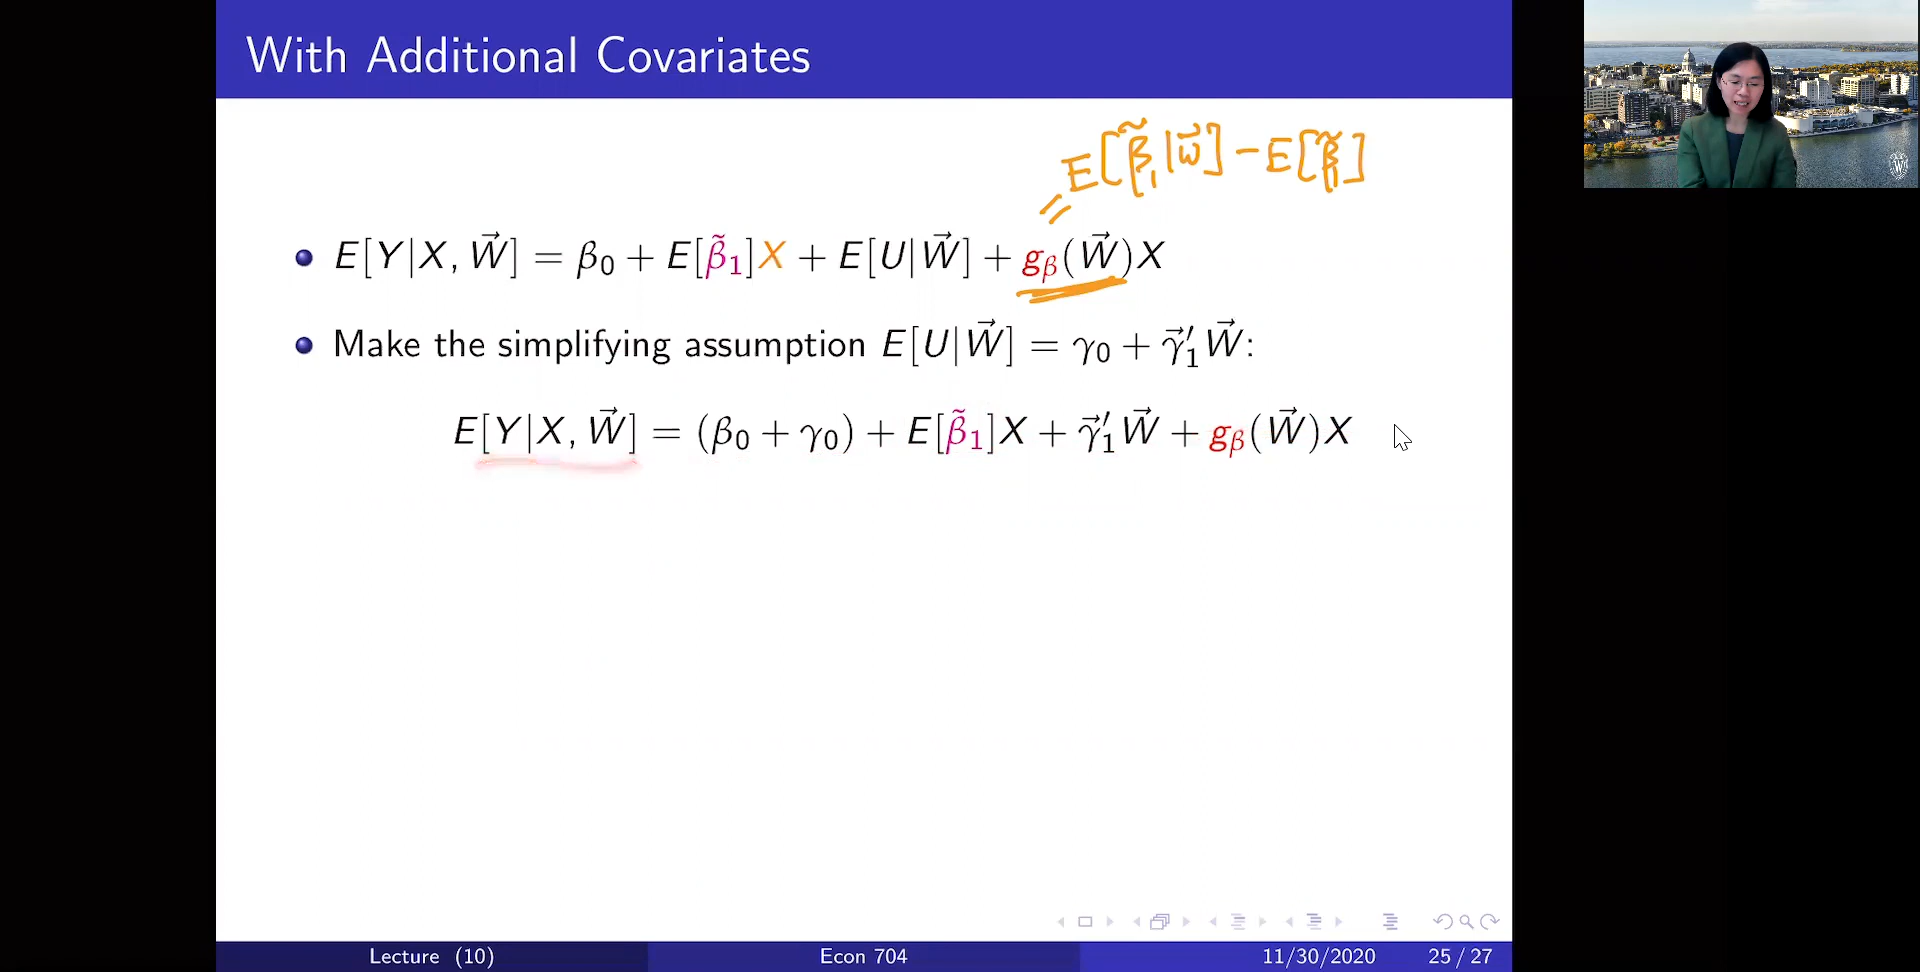 With Additional Covariates
= E[β̃₁|W⃗] − E[β̃₁]
E[Y|X, W⃗] = β₀ + E[β̃₁]X + E[U|W⃗] + g_β(W⃗)X
Make the simplifying assumption E[U|W⃗] = γ₀ + γ⃗₁′W⃗:
E[Y|X, W⃗] = (β₀ + γ₀) + E[β̃₁]X + γ⃗₁′W⃗ + g_β(W⃗)X
Lecture (10) Econ 704 11/30/2020 25 / 27